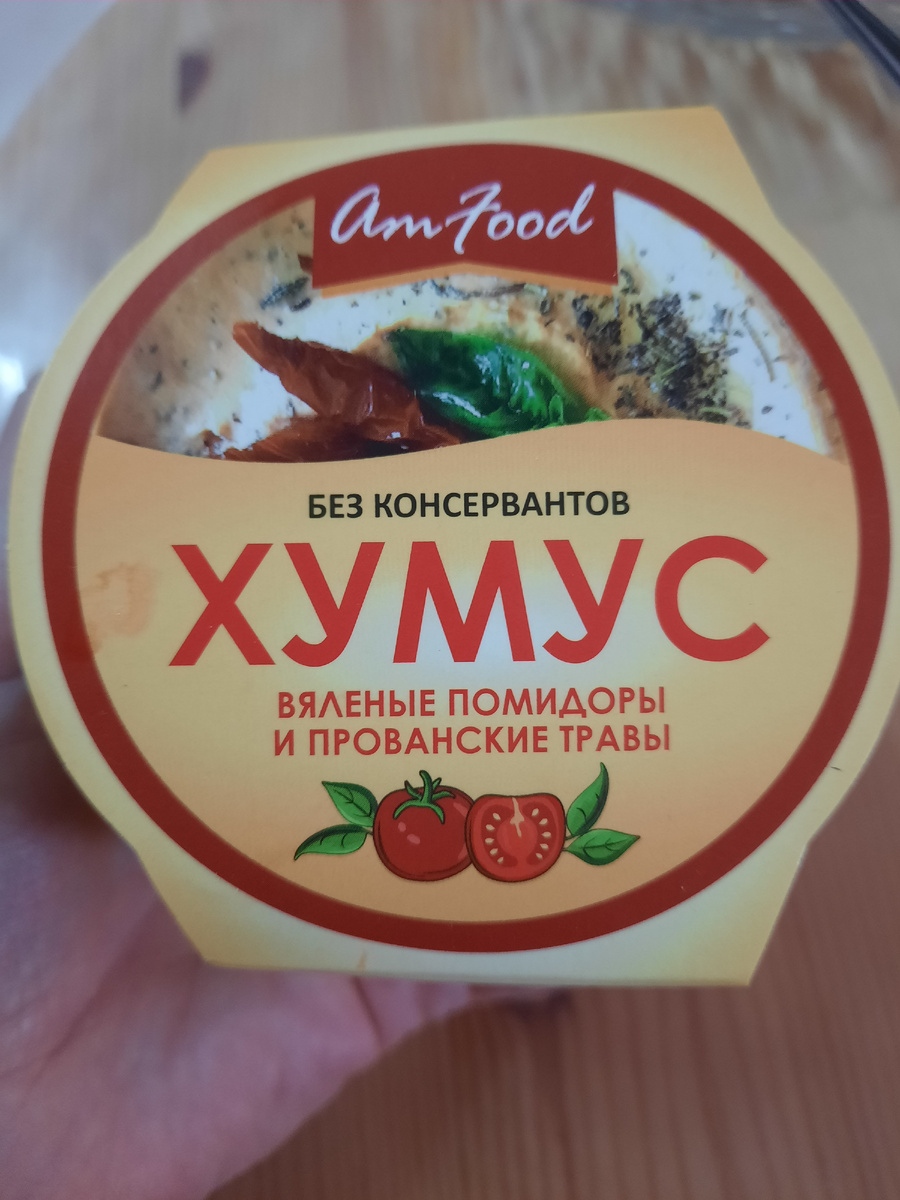 Am Food
БЕЗ КОНСЕРВАНТОВ
ХУМУС
ВЯЛЕНЫЕ ПОМИДОРЫ
И ПРОВАНСКИЕ ТРАВЫ